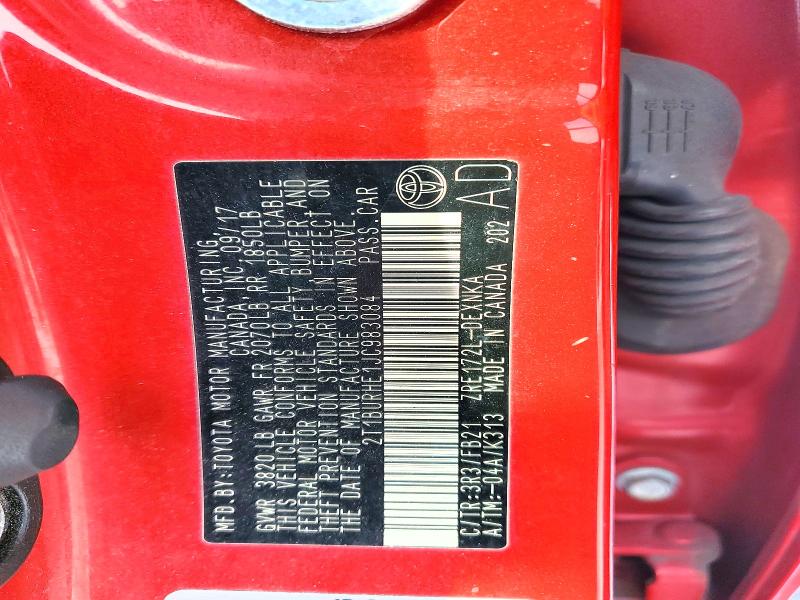 MFD.BY:TOYOTA MOTOR MANUFACTURING
CANADA, INC. 09/17
GVWR 3820LB GAWR FR 2070LB RR 1850LB
THIS VEHICLE CONFORMS TO ALL APPLICABLE
FEDERAL MOTOR VEHICLE SAFETY, BUMPER AND
THEFT PREVENTION STANDARDS IN EFFECT ON
THE DATE OF MANUFACTURE SHOWN ABOVE.
2T1BURHE1JC983084 PASS.CAR
C/TR:3R3/FB21 ZRE172L-DEXNKA
A/TM:-04A/K313 MADE IN CANADA 202
AD